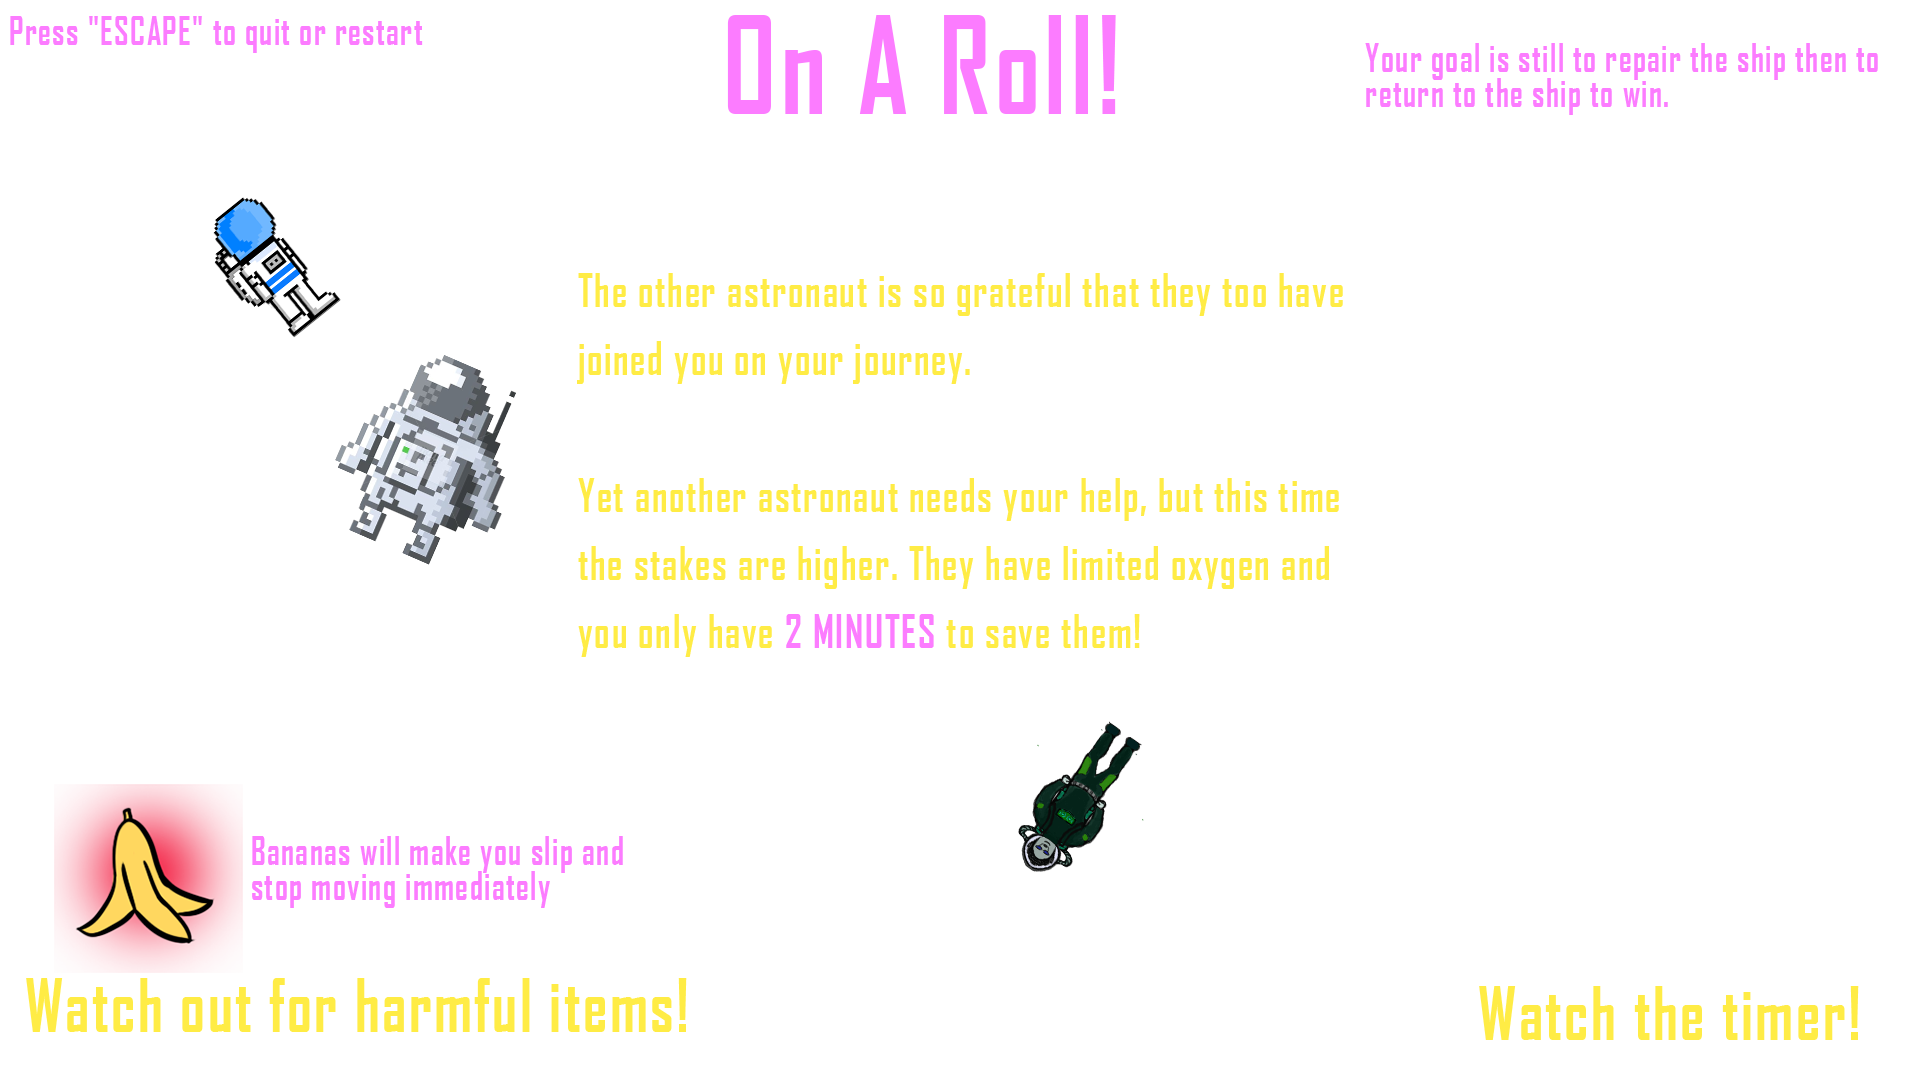 Press "ESCAPE" to quit or restart
On A Roll!
Your goal is still to repair the ship then to
return to the ship to win.
The other astronaut is so grateful that they too have
joined you on your journey.
Yet another astronaut needs your help, but this time
the stakes are higher. They have limited oxygen and
you only have 2 MINUTES to save them!
Bananas will make you slip and
stop moving immediately
Watch out for harmful items!
Watch the timer!